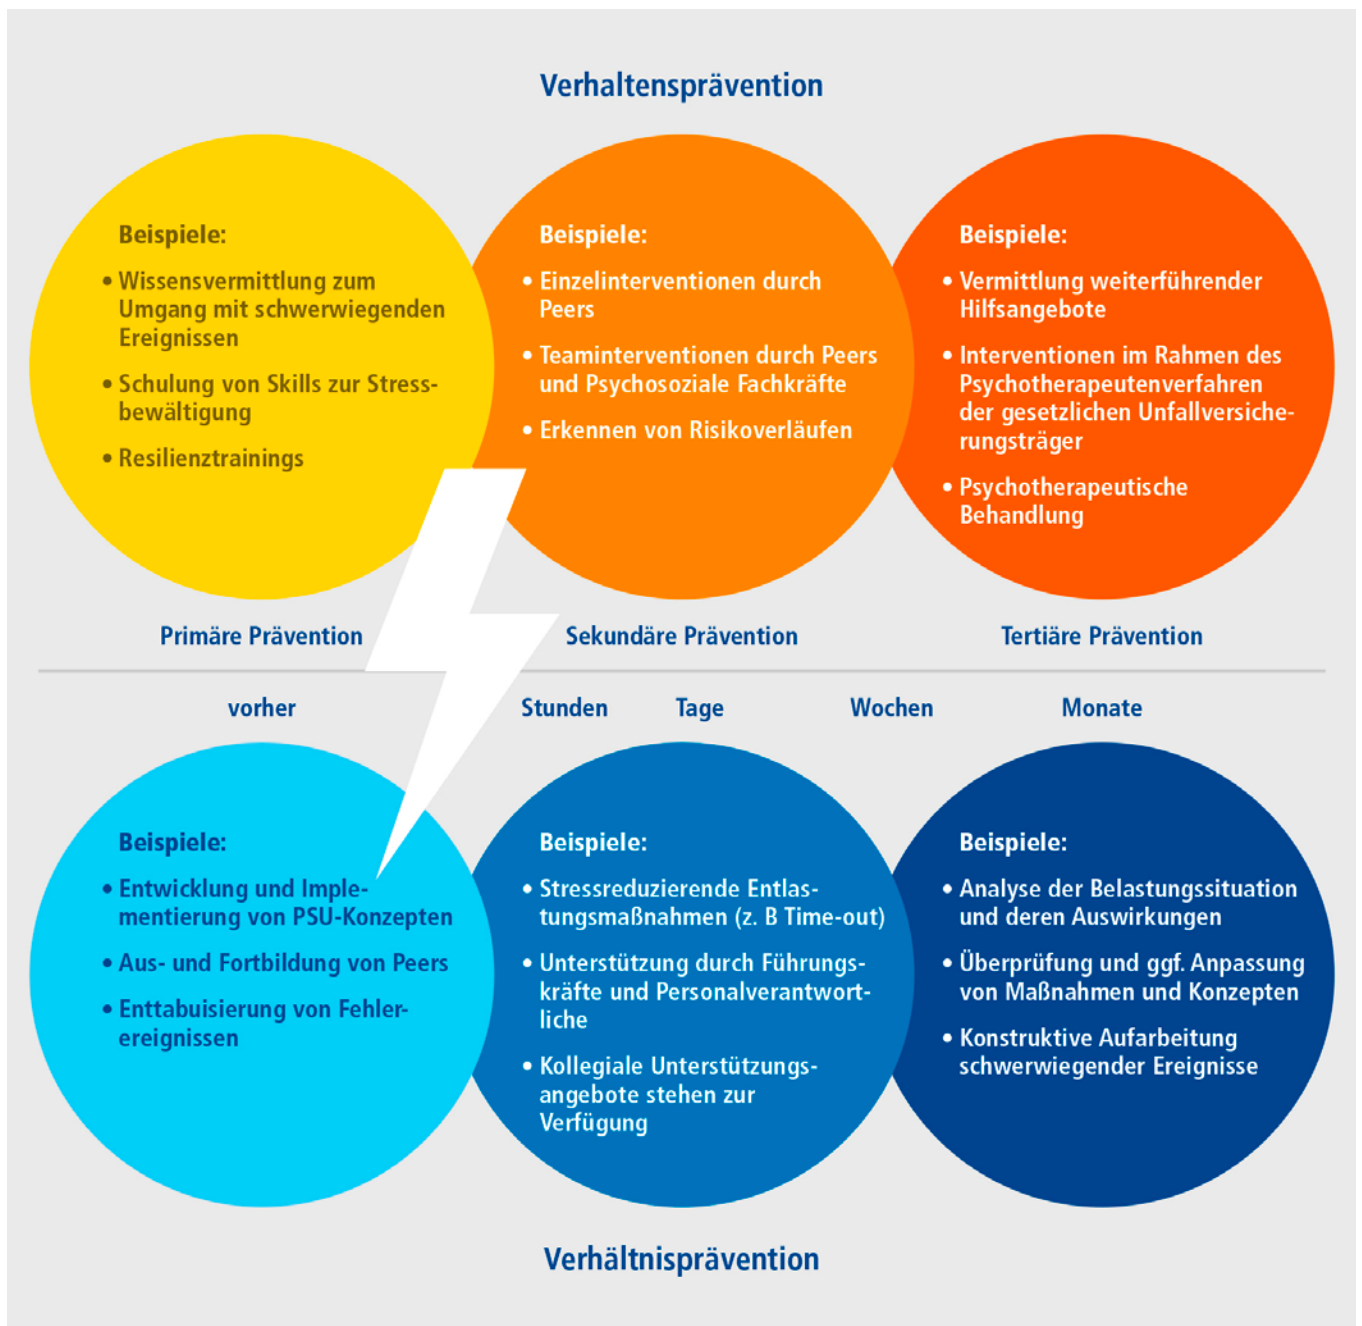 Verhaltensprävention
Beispiele:
• Wissensvermittlung zum
Umgang mit schwerwiegenden
Ereignissen
• Schulung von Skills zur Stress-
bewältigung
• Resilienztrainings
Beispiele:
• Einzelinterventionen durch
Peers
• Teaminterventionen durch Peers
und Psychosoziale Fachkräfte
• Erkennen von Risikoverläufen
Beispiele:
• Vermittlung weiterführender
Hilfsangebote
• Interventionen im Rahmen des
Psychotherapeutenverfahren
der gesetzlichen Unfallversiche-
rungsträger
• Psychotherapeutische
Behandlung
Primäre Prävention
Sekundäre Prävention
Tertiäre Prävention
vorher
Stunden
Tage
Wochen
Monate
Beispiele:
• Entwicklung und Imple-
mentierung von PSU-Konzepten
• Aus- und Fortbildung von Peers
• Enttabuisierung von Fehler-
ereignissen
Beispiele:
• Stressreduzierende Entlas-
tungsmaßnahmen (z. B Time-out)
• Unterstützung durch Führungs-
kräfte und Personalverantwort-
liche
• Kollegiale Unterstützungs-
angebote stehen zur
Verfügung
Beispiele:
• Analyse der Belastungssituation
und deren Auswirkungen
• Überprüfung und ggf. Anpassung
von Maßnahmen und Konzepten
• Konstruktive Aufarbeitung
schwerwiegender Ereignisse
Verhältnisprävention